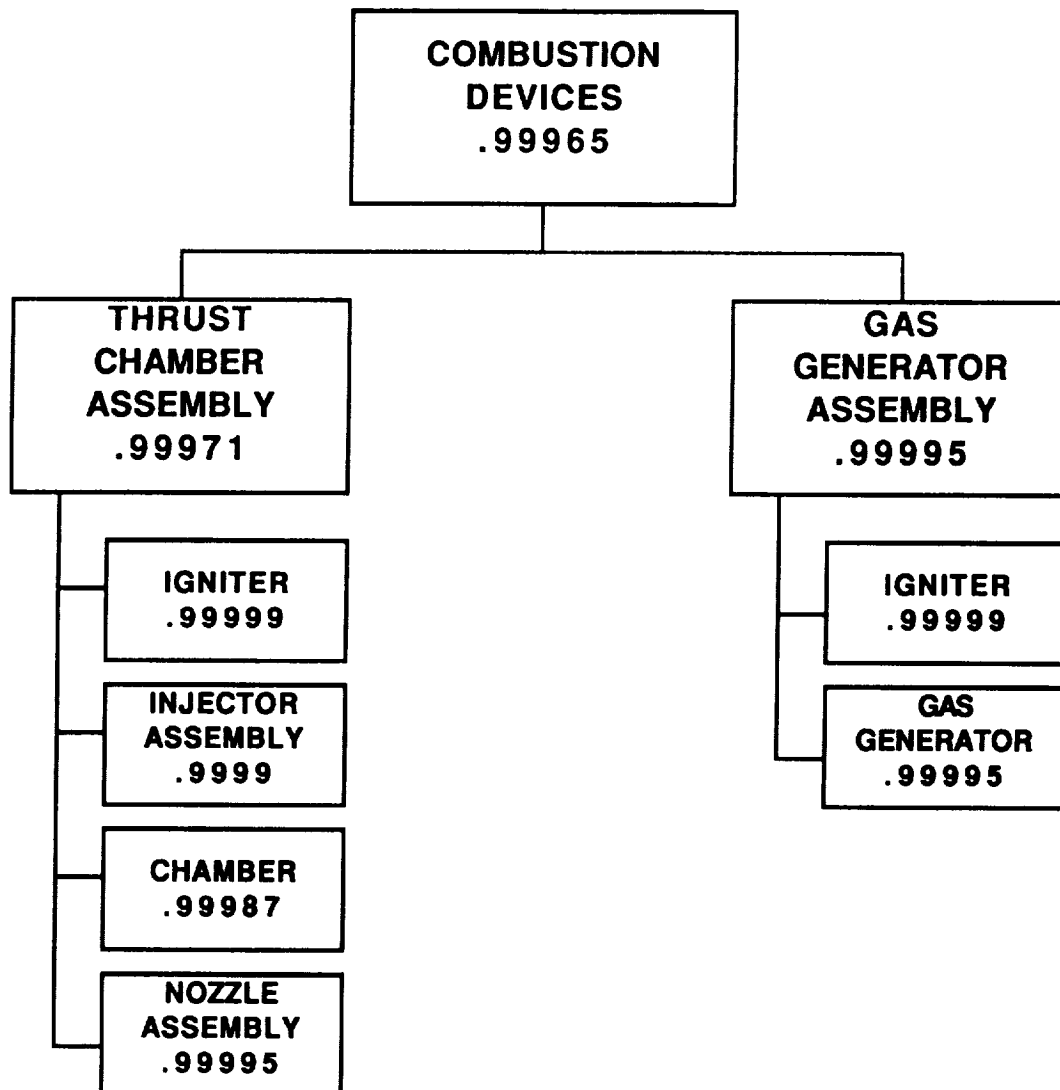 COMBUSTION
DEVICES
.99965
THRUST
CHAMBER
ASSEMBLY
.99971
IGNITER
.99999
INJECTOR
ASSEMBLY
.9999
CHAMBER
.99987
NOZZLE
ASSEMBLY
.99995
GAS
GENERATOR
ASSEMBLY
.99995
IGNITER
.99999
GAS
GENERATOR
.99995